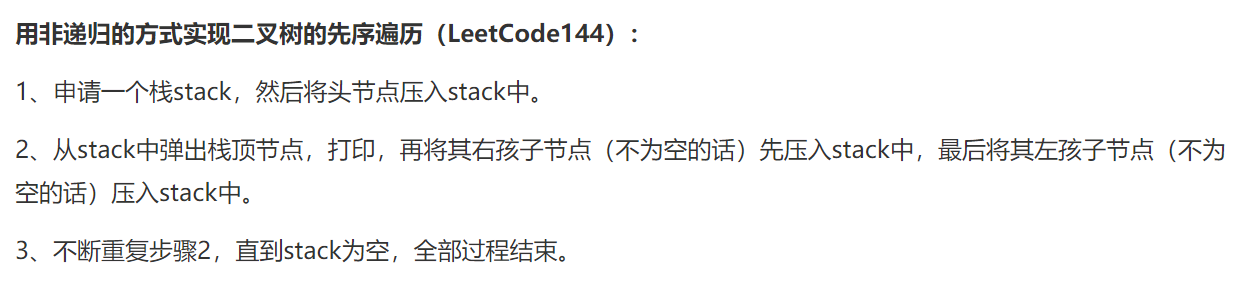 用非递归的方式实现二叉树的先序遍历（LeetCode144）：
1、申请一个栈stack，然后将头节点压入stack中。
2、从stack中弹出栈顶节点，打印，再将其右孩子节点（不为空的话）先压入stack中，最后将其左孩子节点（不为
空的话）压入stack中。
3、不断重复步骤2，直到stack为空，全部过程结束。